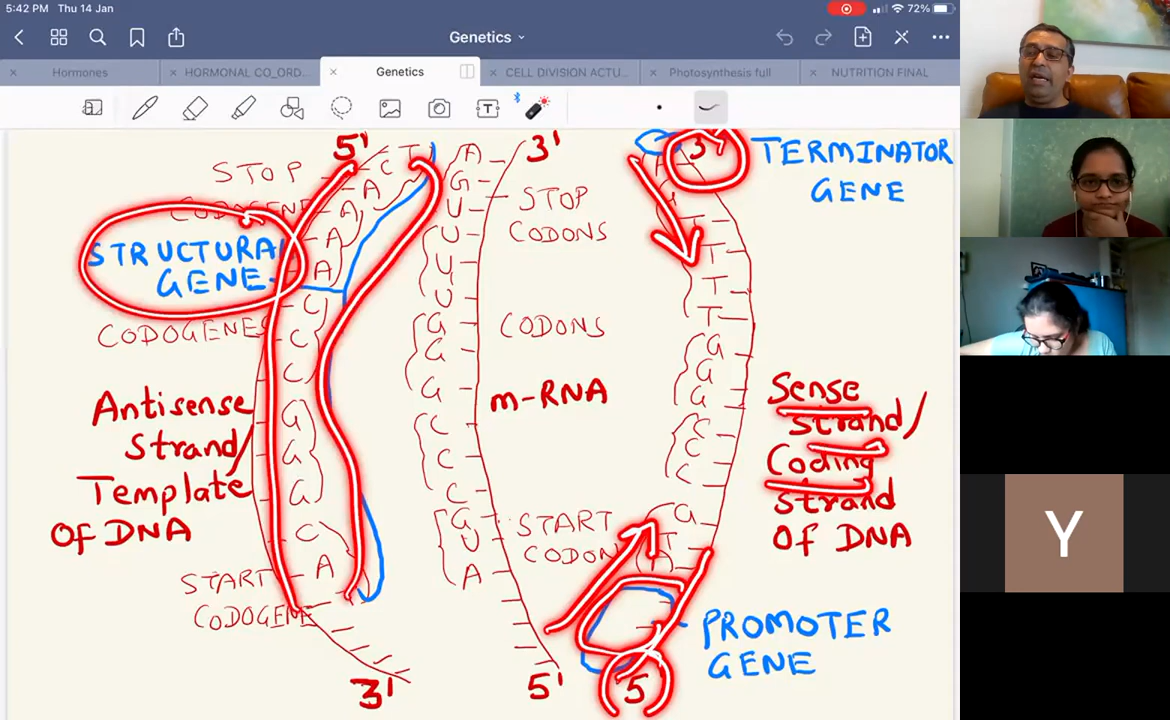 5:42 PM Thu 14 Jan
72%
Genetics
Hormones
HORMONAL CO_ORD...
Genetics
CELL DIVISION ACTU...
Photosynthesis full
NUTRITION FINAL
T
5'
3'
3'
TERMINATOR
GENE
STOP
CODOGENE
STOP
CODONS
STRUCTURAL
GENE
CODOGENES
CODONS
Antisense
Strand/
Template
OF DNA
m-RNA
Sense
strand/
Coding
strand
OF DNA
START
CODOGENE
START
CODON
C T
A
A
A
A
C
C
C
G
G
G
C
A
A
G
U
U
U
U
G
G
G
C
C
C
G
U
A
A
T
T
T
T
G
G
G
C
C
C
G
T
A
PROMOTER
GENE
3'
5'
5
Y